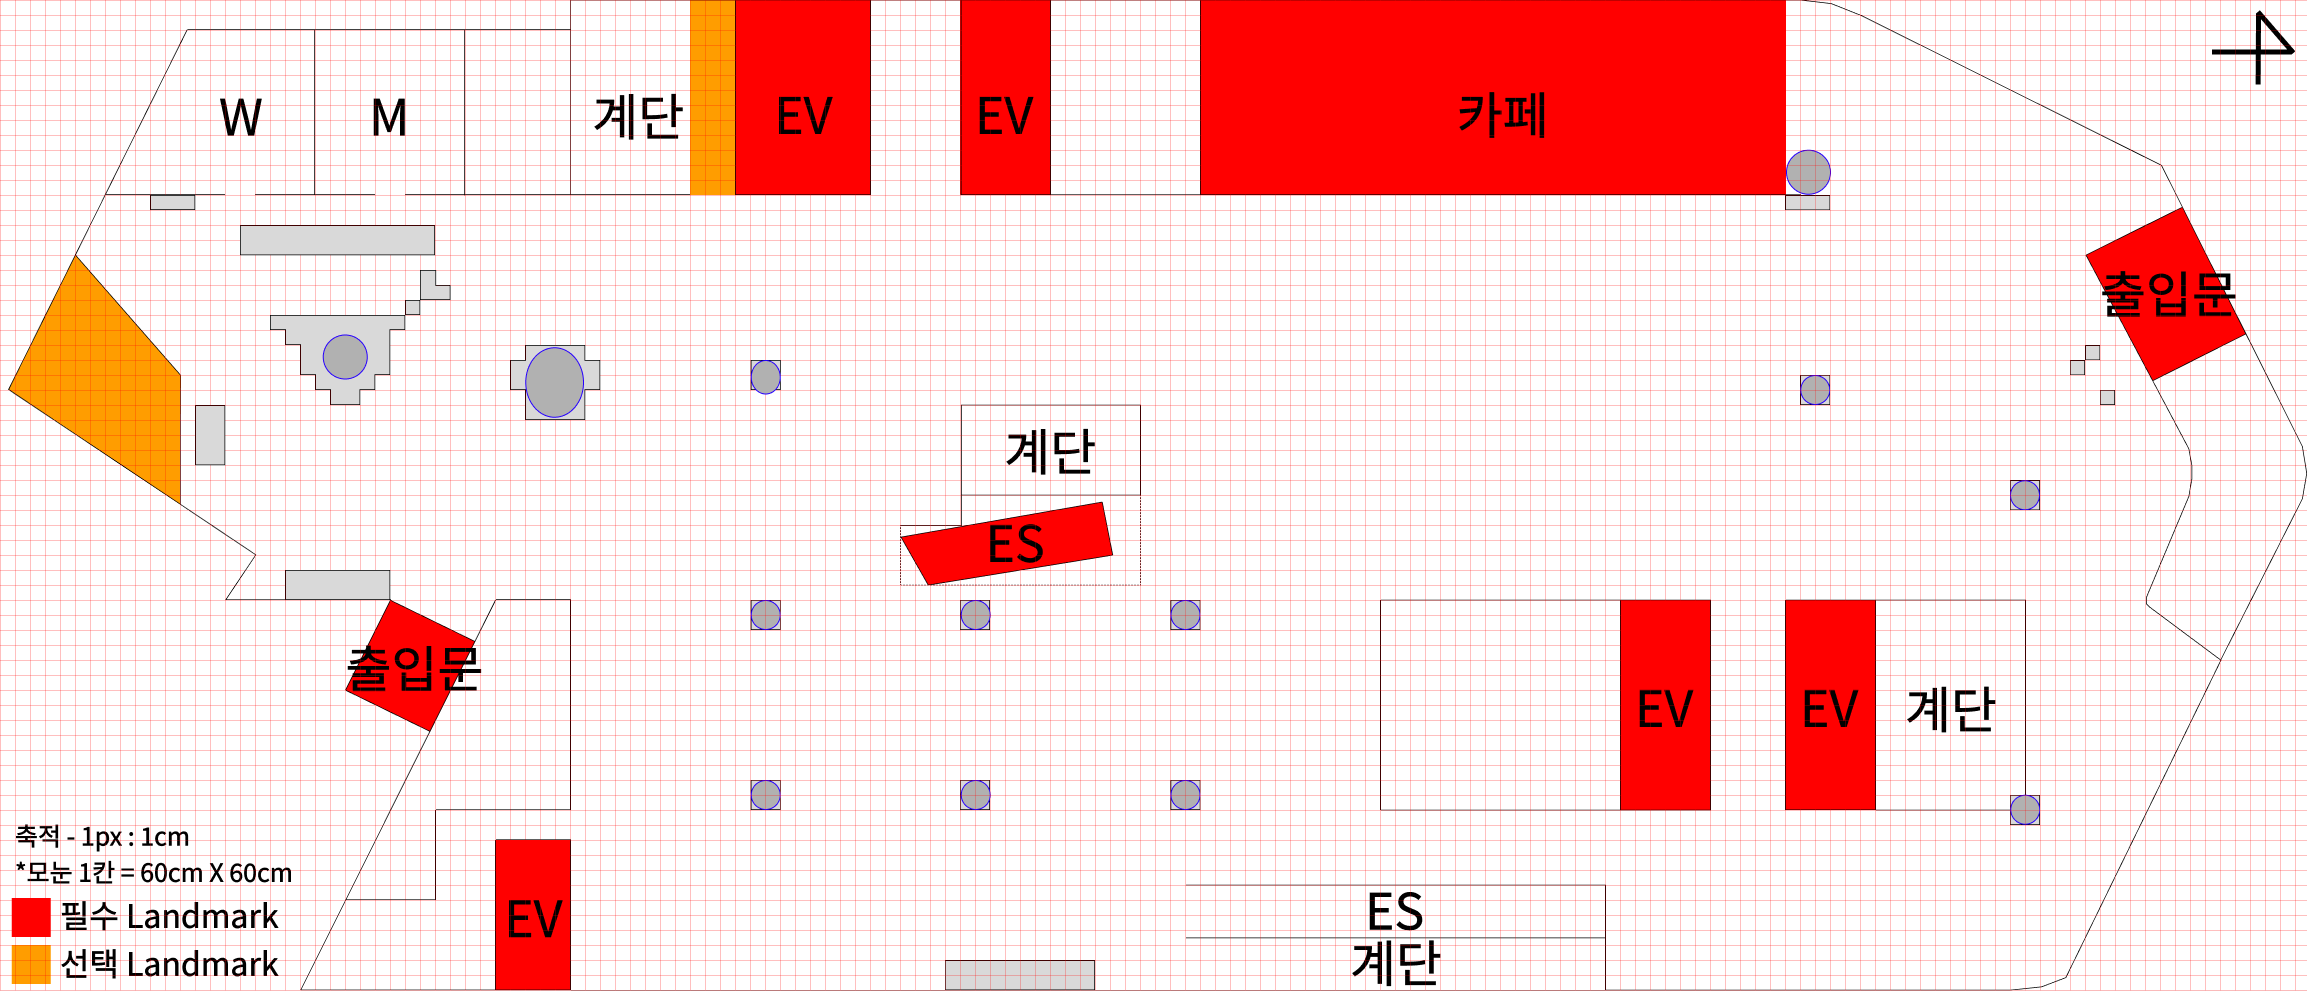 W
M
계단
EV
EV
카페
출입문
계단
ES
출입문
EV
EV
계단
축적 - 1px : 1cm
*모눈 1칸 = 60cm X 60cm
필수 Landmark
선택 Landmark
EV
ES
계단